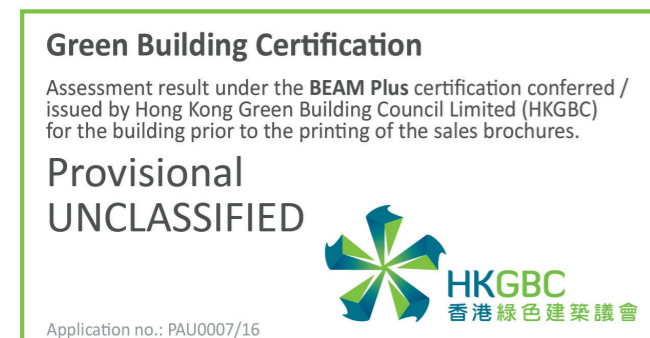 Green Building Certification
Assessment result under the BEAM Plus certification conferred /
issued by Hong Kong Green Building Council Limited (HKGBC)
for the building prior to the printing of the sales brochures.
Provisional
UNCLASSIFIED
HKGBC
香港綠色建築議會
Application no.: PAU0007/16